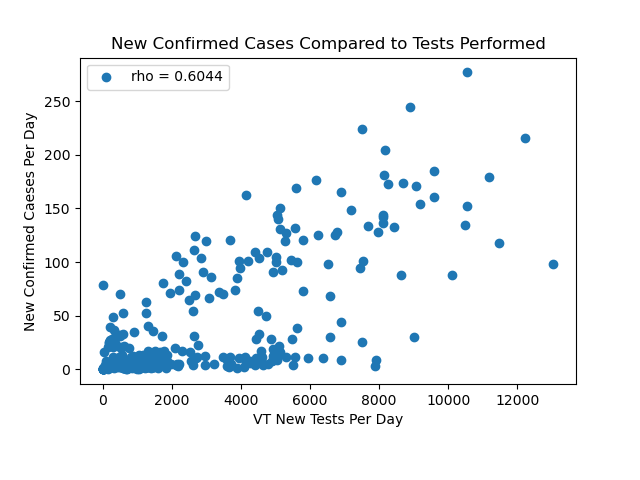 New Confirmed Cases Compared to Tests Performed
rho = 0.6044
New Confirmed Caeses Per Day
250
200
150
100
50
0
0 2000 4000 6000 8000 10000 12000
VT New Tests Per Day